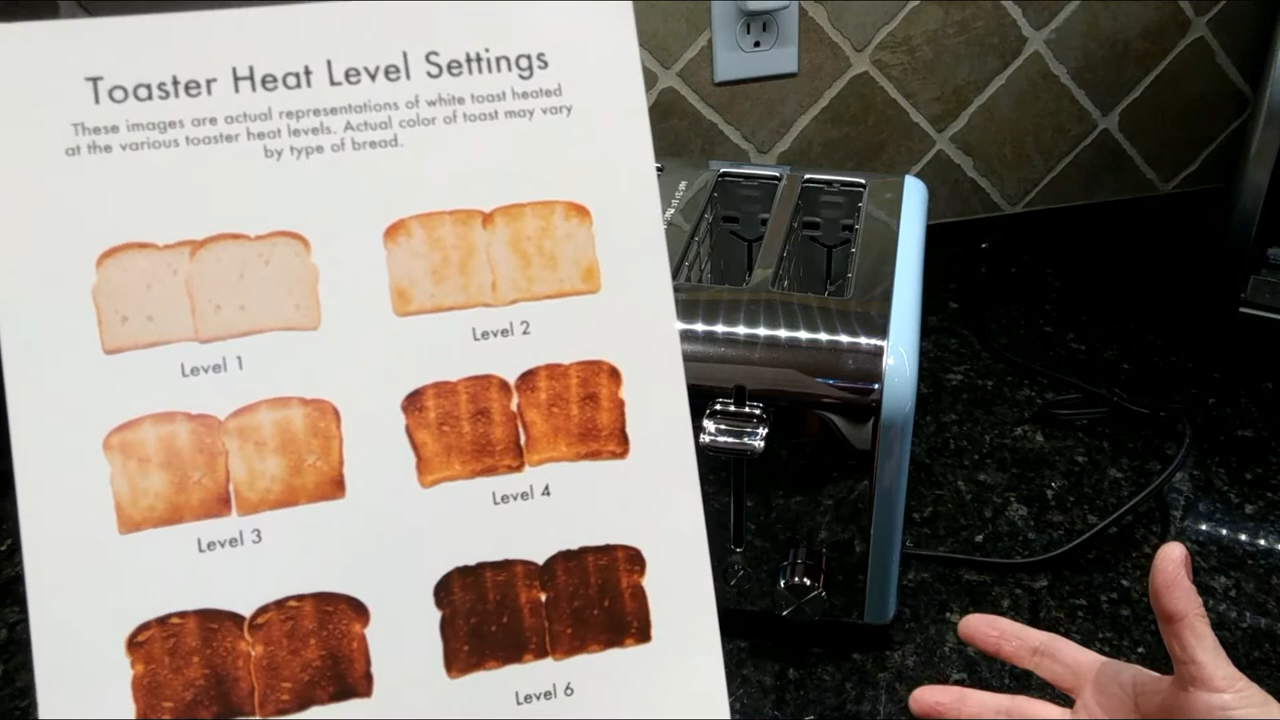 Toaster Heat Level Settings
These images are actual representations of white toast heated
at the various toaster heat levels. Actual color of toast may vary
by type of bread.
Level 1
Level 2
Level 3
Level 4
Level 6